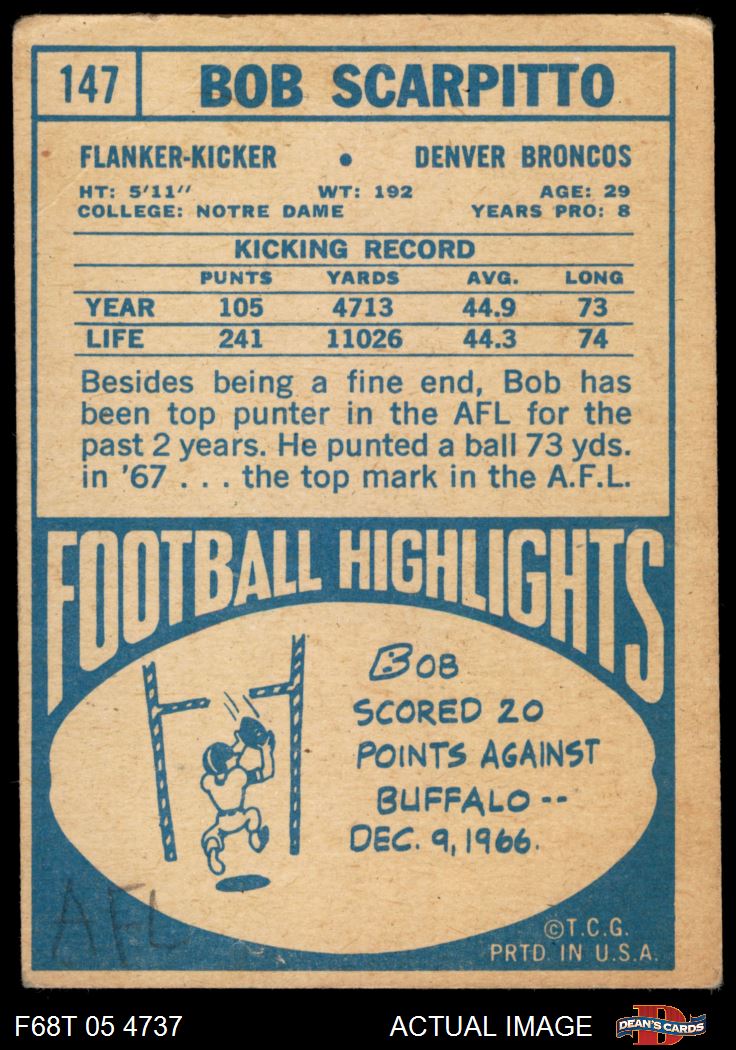 147 BOB SCARPITTO
FLANKER-KICKER • DENVER BRONCOS
HT: 5'11" WT: 192 AGE: 29
COLLEGE: NOTRE DAME YEARS PRO: 8
KICKING RECORD
PUNTS YARDS AVG. LONG
YEAR 105 4713 44.9 73
LIFE 241 11026 44.3 74
Besides being a fine end, Bob has
been top punter in the AFL for the
past 2 years. He punted a ball 73 yds.
in '67 . . . the top mark in the A.F.L.
FOOTBALL HIGHLIGHTS
BOB
SCORED 20
POINTS AGAINST
BUFFALO --
DEC. 9, 1966.
AFL
©T.C.G.
PRTD. IN U.S.A.
F68T 05 4737 ACTUAL IMAGE D DEAN'S CARDS